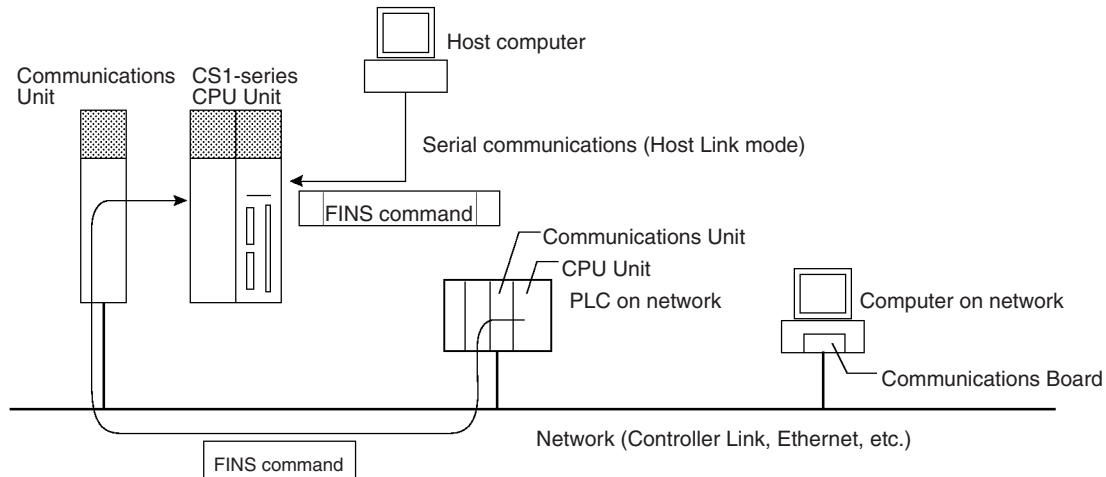 Host computer
Communications
Unit
CS1-series
CPU Unit
Serial communications (Host Link mode)
FINS command
Communications Unit
CPU Unit
PLC on network
Computer on network
Communications Board
Network (Controller Link, Ethernet, etc.)
FINS command